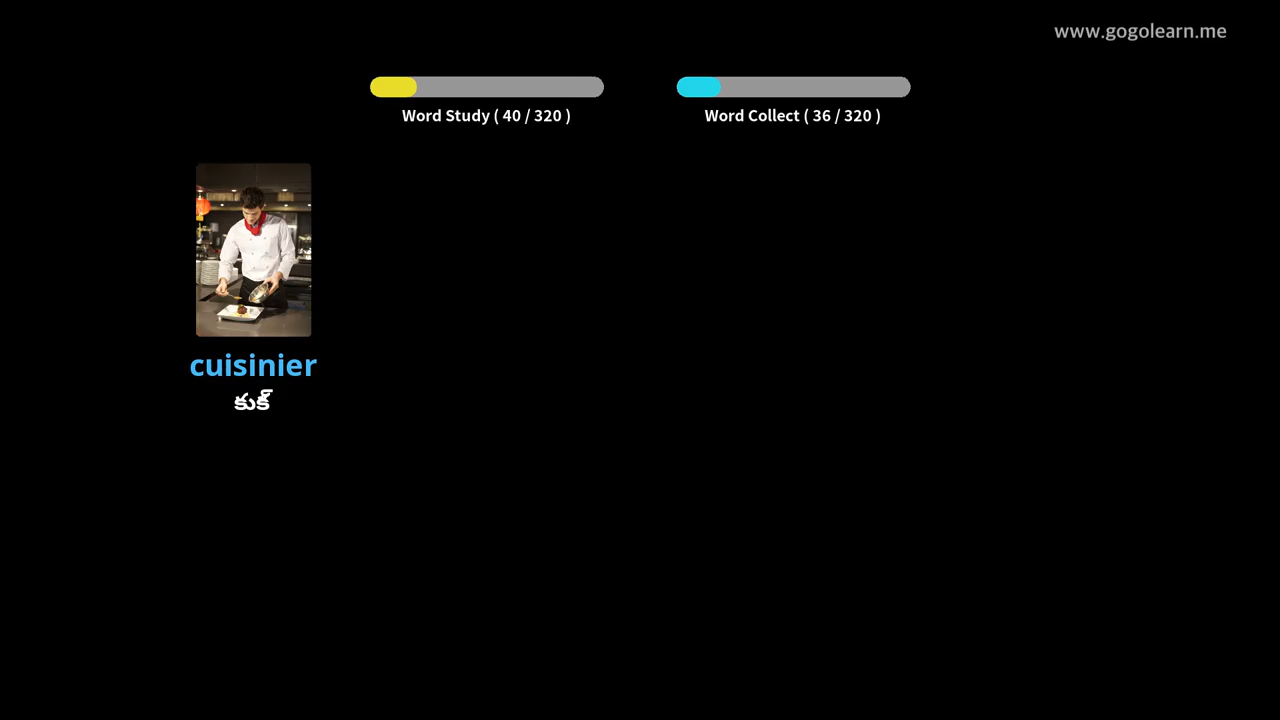 www.gogolearn.me
Word Study ( 40 / 320 )
Word Collect ( 36 / 320 )
cuisinier
కుక్